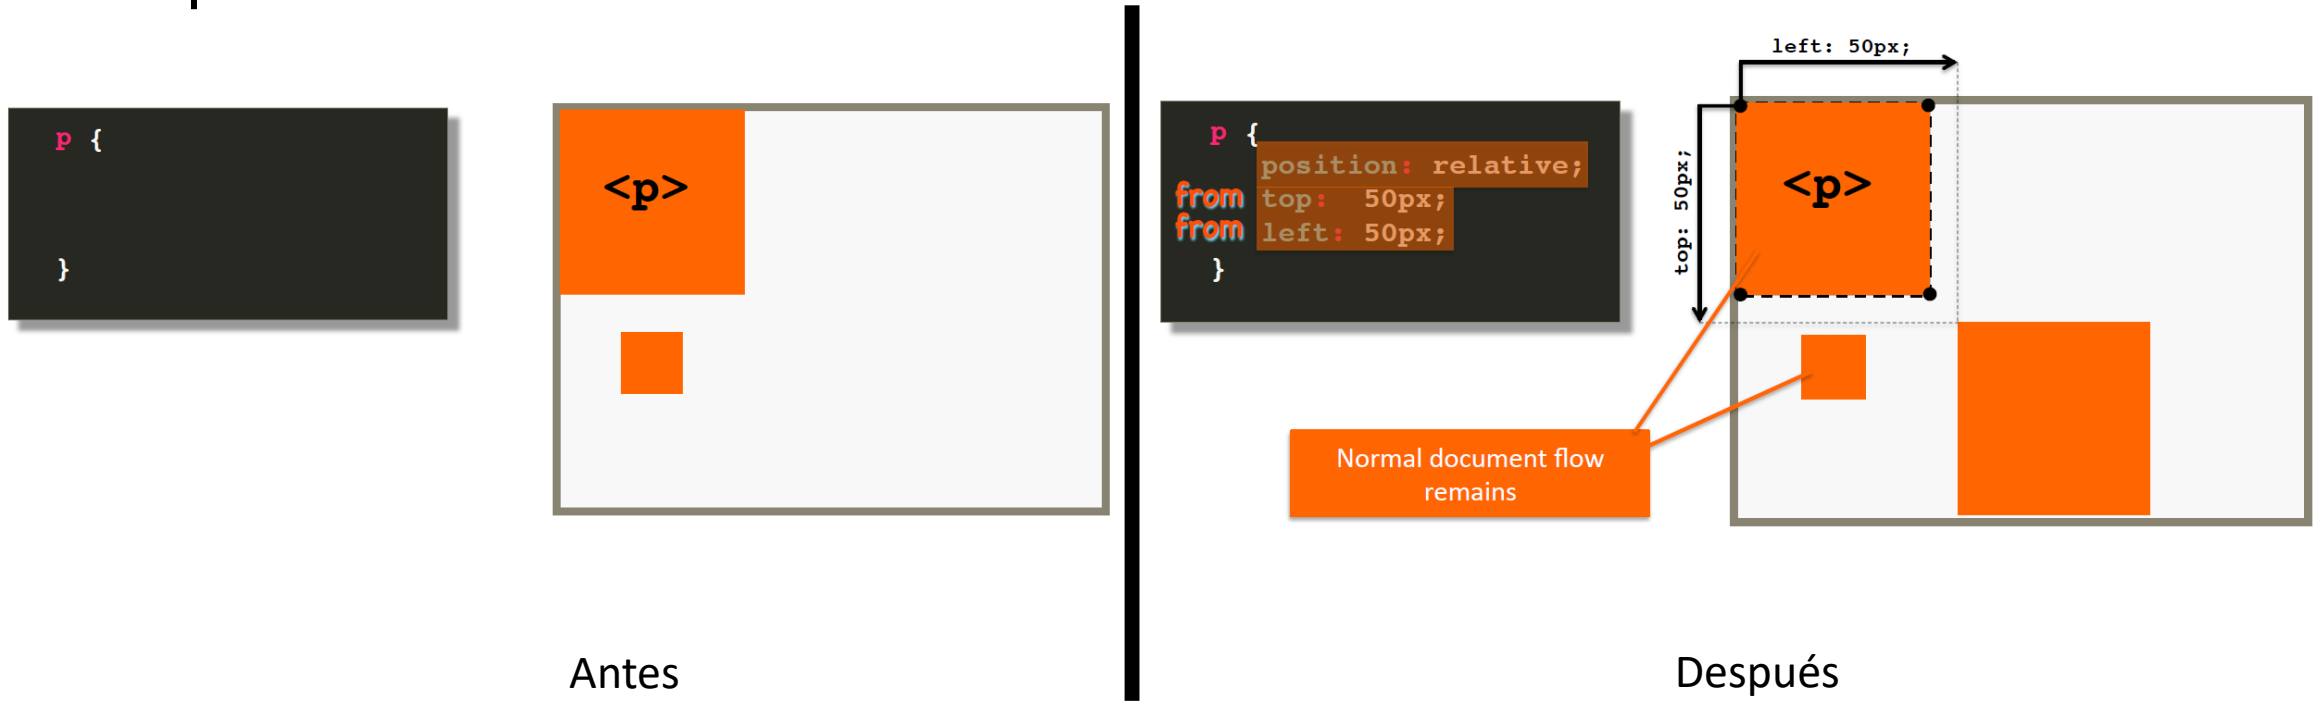 p {
}
<p>
Antes
left: 50px;
p {
position: relative;
from top: 50px;
from left: 50px;
}
top: 50px;
<p>
Normal document flow
remains
Después